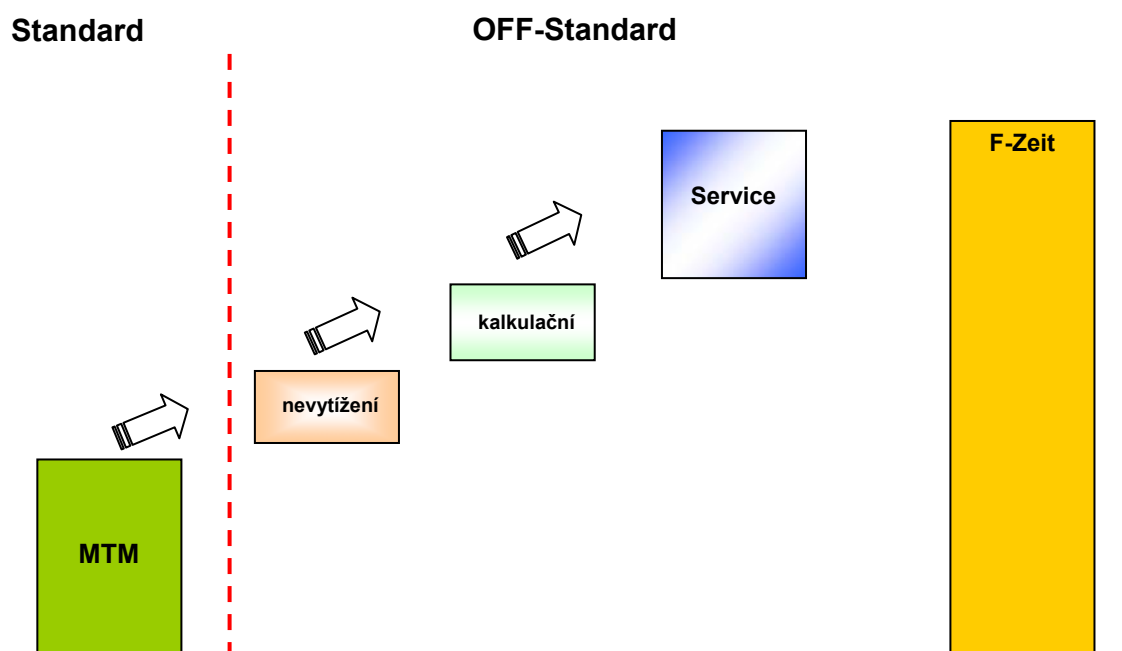 Standard
OFF-Standard
F-Zeit
Service
kalkulační
nevytížení
MTM